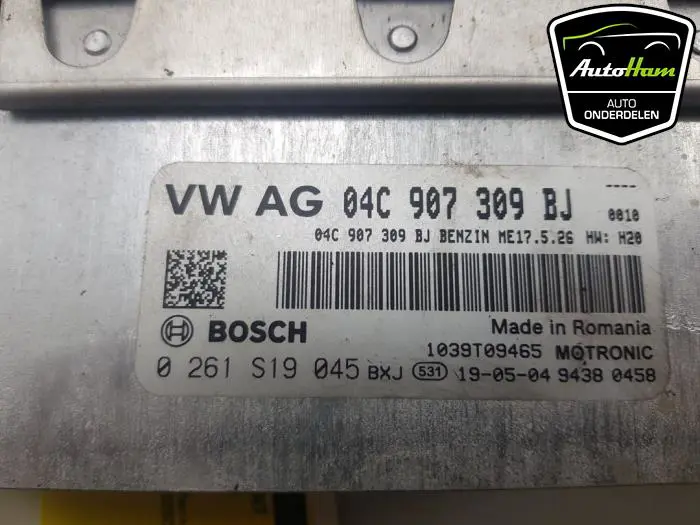 AutoHam
AUTO
ONDERDELEN
VW AG 04C 907 309 BJ ----
0010
04C 907 309 BJ BENZIN ME17.5.26 HW: H20
BOSCH
Made in Romania
1039T09465 MOTRONIC
0 261 S19 045 BXJ 531 19-05-04 9438 0458